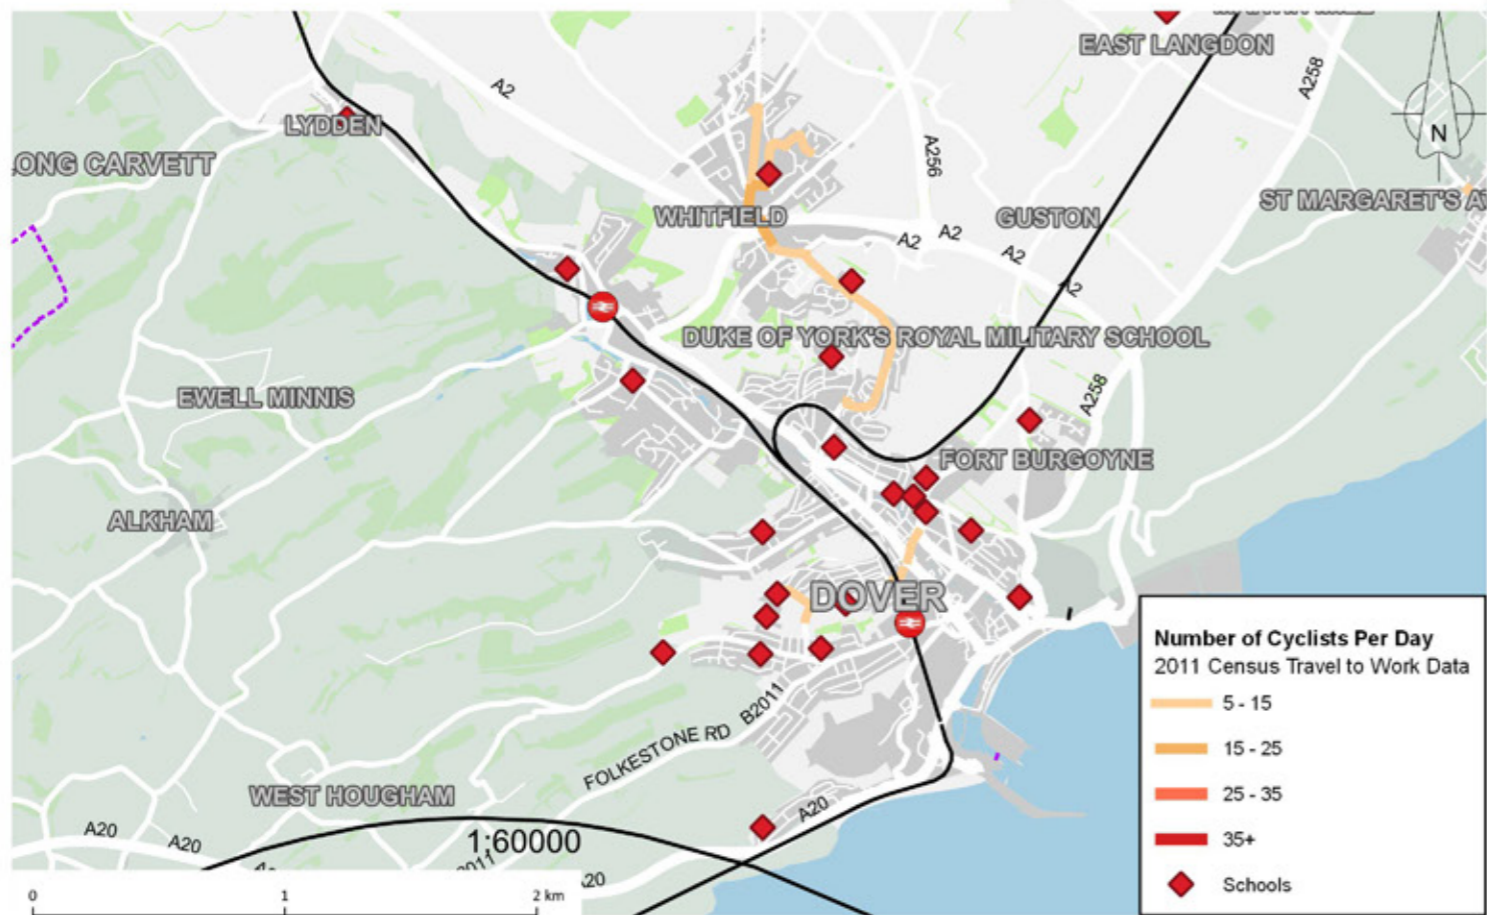 EAST LANGDON
A258
A2
LYDDEN
N
LONG CARVETT
A256
ST MARGARET'S
WHITFIELD
GUSTON
A2
A2
A2
A2
DUKE OF YORK'S ROYAL MILITARY SCHOOL
EWELL MINNIS
A258
FORT BURGOYNE
ALKHAM
DOVER
Number of Cyclists Per Day
2011 Census Travel to Work Data
5 - 15
15 - 25
25 - 35
35+
Schools
B2011
FOLKESTONE RD
WEST HOUGHAM
A20
A20
A20
1:60000
2011
A20
0 1 2 km